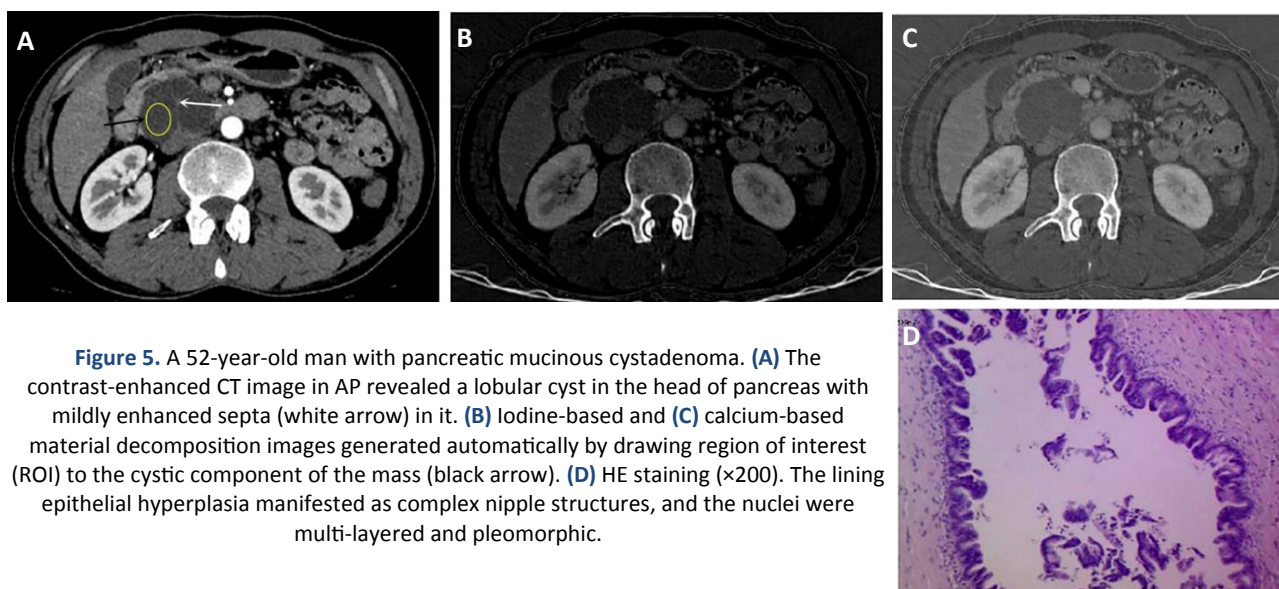 A
B
C
D
Figure 5. A 52-year-old man with pancreatic mucinous cystadenoma. (A) The
contrast-enhanced CT image in AP revealed a lobular cyst in the head of pancreas with
mildly enhanced septa (white arrow) in it. (B) Iodine-based and (C) calcium-based
material decomposition images generated automatically by drawing region of interest
(ROI) to the cystic component of the mass (black arrow). (D) HE staining (×200). The lining
epithelial hyperplasia manifested as complex nipple structures, and the nuclei were
multi-layered and pleomorphic.